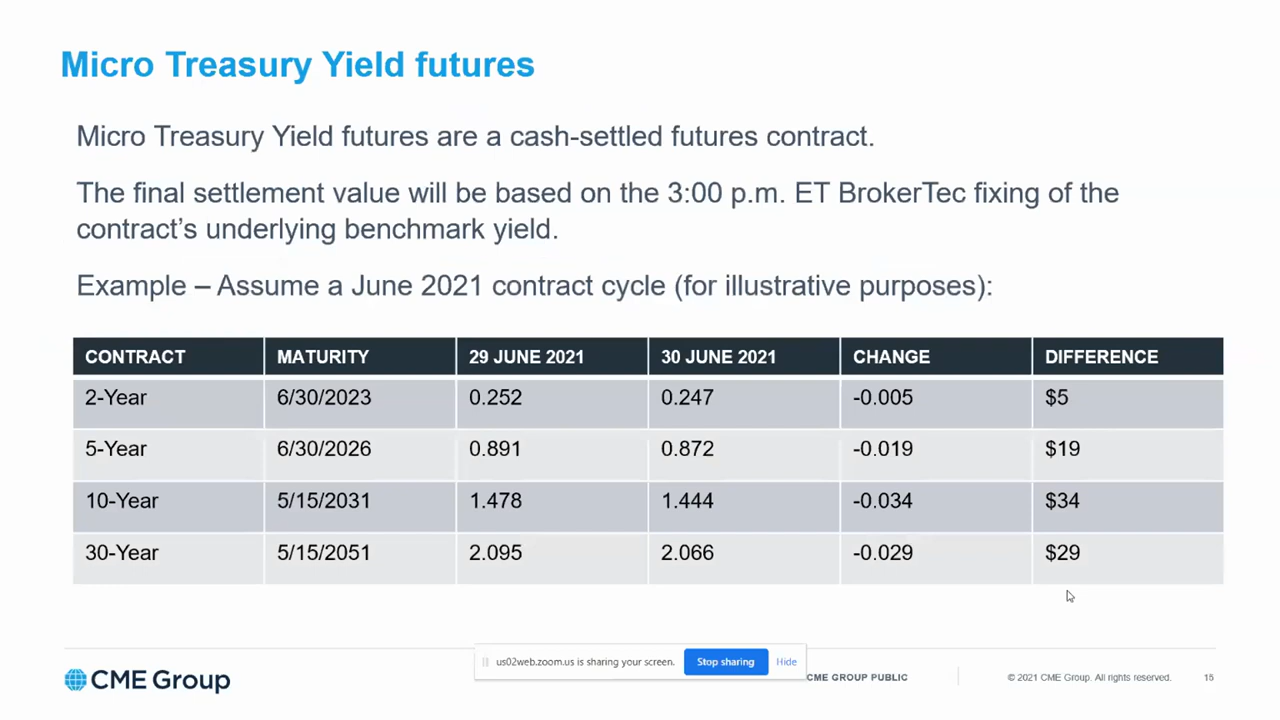 Micro Treasury Yield futures
Micro Treasury Yield futures are a cash-settled futures contract.
The final settlement value will be based on the 3:00 p.m. ET BrokerTec fixing of the
contract’s underlying benchmark yield.
Example – Assume a June 2021 contract cycle (for illustrative purposes):
CONTRACT MATURITY 29 JUNE 2021 30 JUNE 2021 CHANGE DIFFERENCE
2-Year 6/30/2023 0.252 0.247 -0.005 $5
5-Year 6/30/2026 0.891 0.872 -0.019 $19
10-Year 5/15/2031 1.478 1.444 -0.034 $34
30-Year 5/15/2051 2.095 2.066 -0.029 $29
us02web.zoom.us is sharing your screen. Stop sharing Hide
CME Group CME GROUP PUBLIC © 2021 CME Group. All rights reserved. 15